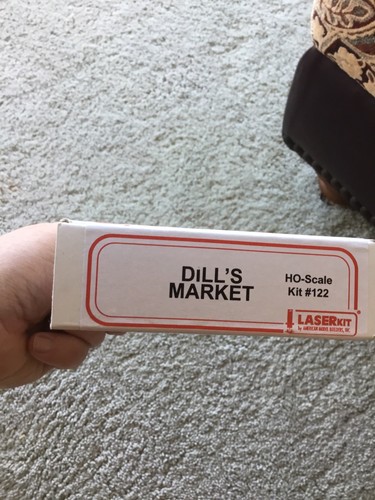 DiLL'S
MARKET
HO-Scale
Kit #122
LASERKIT
by AMERICAN MODEL BUILDERS, INC.